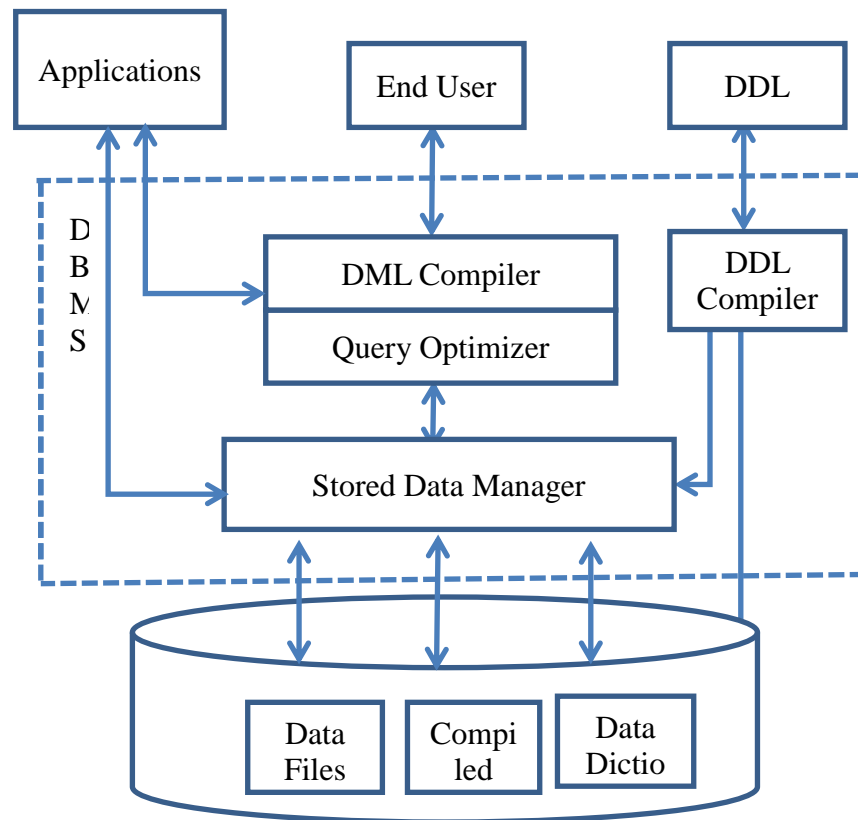 Applications
End User
DDL
D
B
M
S
DML Compiler
DDL
Compiler
Query Optimizer
Stored Data Manager
Data
Files
Compi
led
Data
Dictio